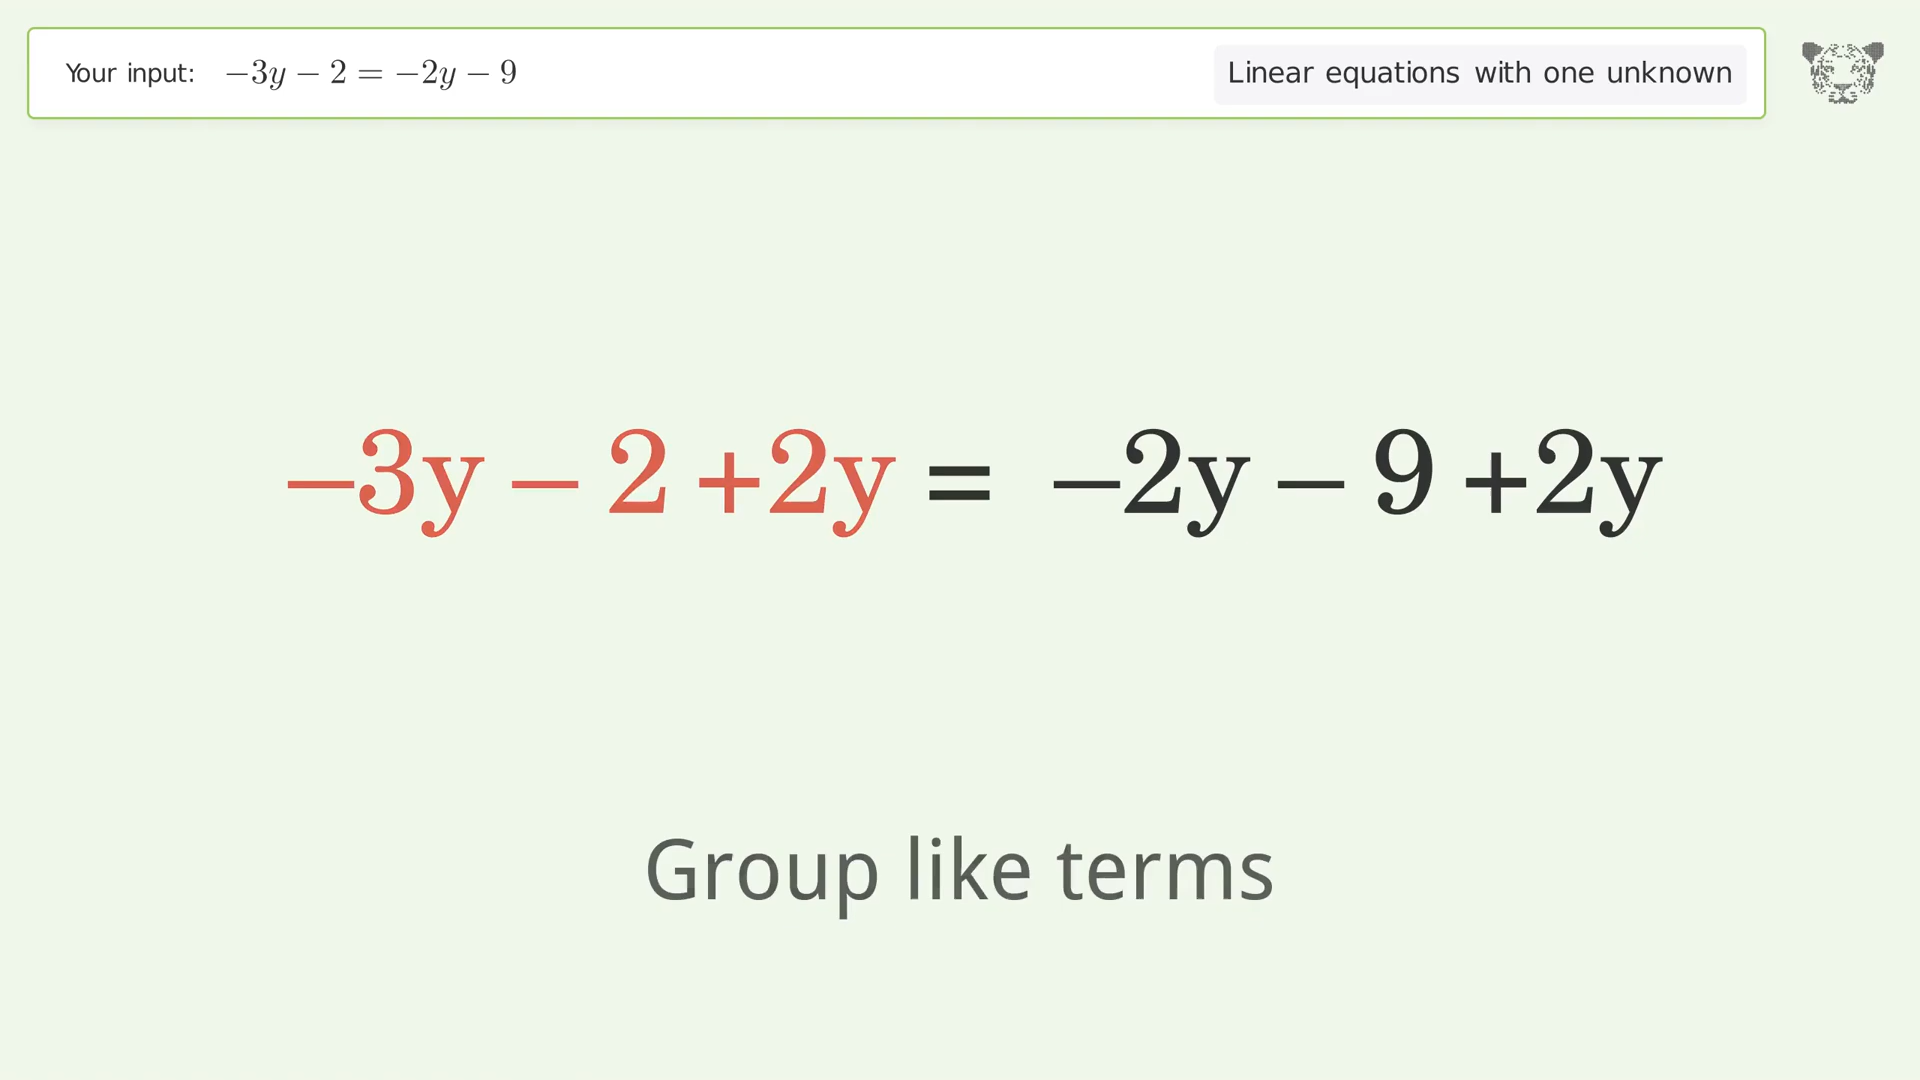 Your input: −3y − 2 = −2y − 9
Linear equations with one unknown
−3y − 2 +2y = −2y − 9 +2y
Group like terms